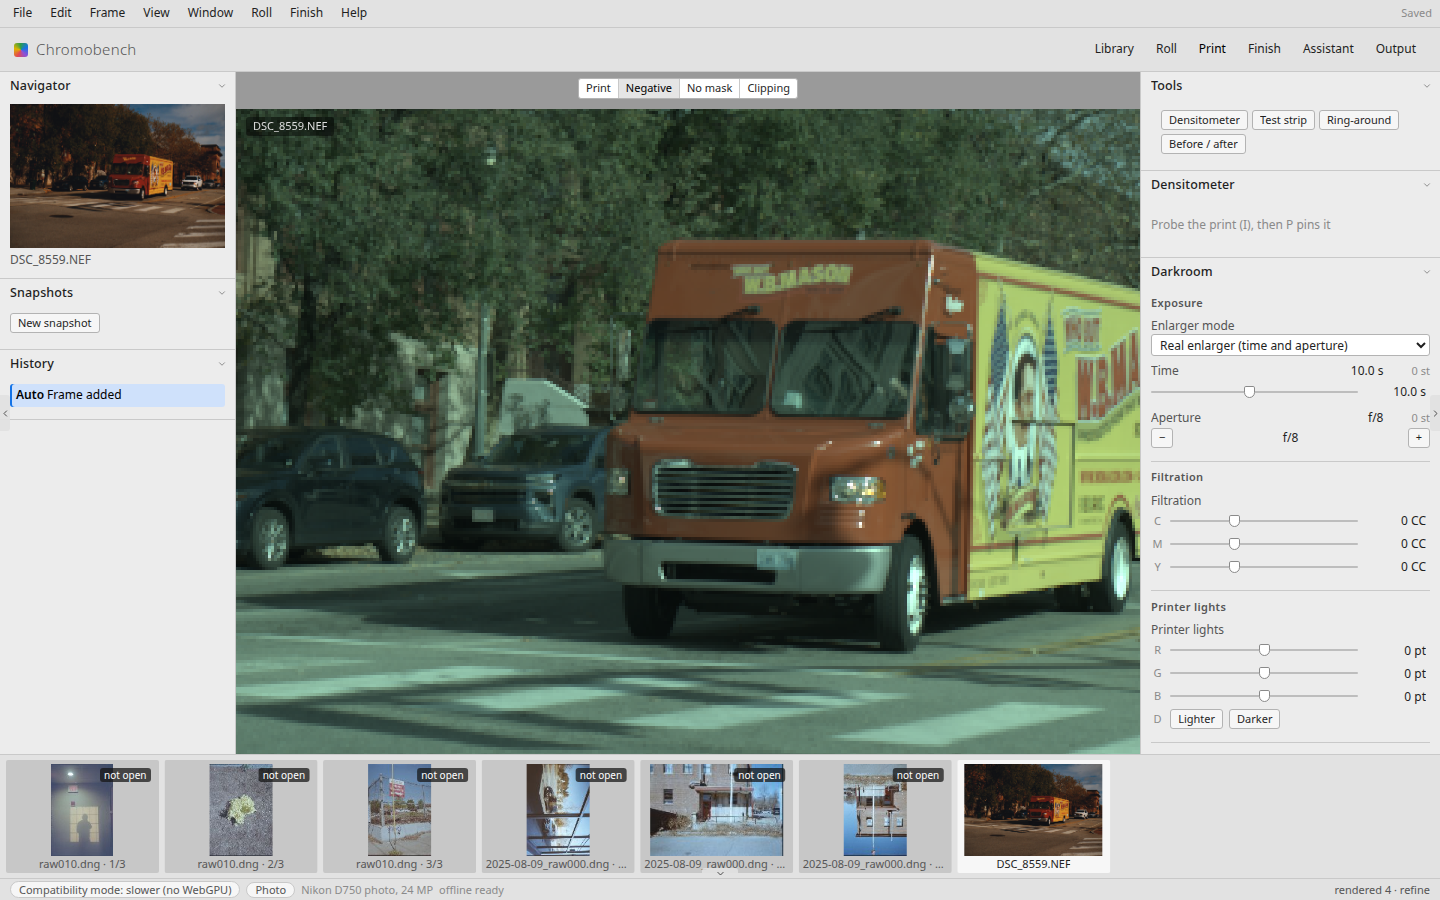 File Edit Frame View Window Roll Finish Help
Saved
Chromobench
Library Roll Print Finish Assistant Output
Navigator
DSC_8559.NEF
Snapshots
New snapshot
History
Auto Frame added
Print Negative No mask Clipping
DSC_8559.NEF
W.B.MASON
Tools
Densitometer Test strip Ring-around
Before / after
Densitometer
Probe the print (I), then P pins it
Darkroom
Exposure
Enlarger mode
Real enlarger (time and aperture)
Time 10.0 s 0 st
10.0 s
Aperture f/8 0 st
− f/8 +
Filtration
Filtration
C 0 CC
M 0 CC
Y 0 CC
Printer lights
Printer lights
R 0 pt
G 0 pt
B 0 pt
D Lighter Darker
not open
raw010.dng · 1/3
not open
raw010.dng · 2/3
not open
raw010.dng · 3/3
not open
2025-08-09_raw000.dng · ...
not open
2025-08-09_raw000.dng · ...
not open
2025-08-09_raw000.dng · ...
DSC_8559.NEF
Compatibility mode: slower (no WebGPU) Photo Nikon D750 photo, 24 MP offline ready
rendered 4 · refine